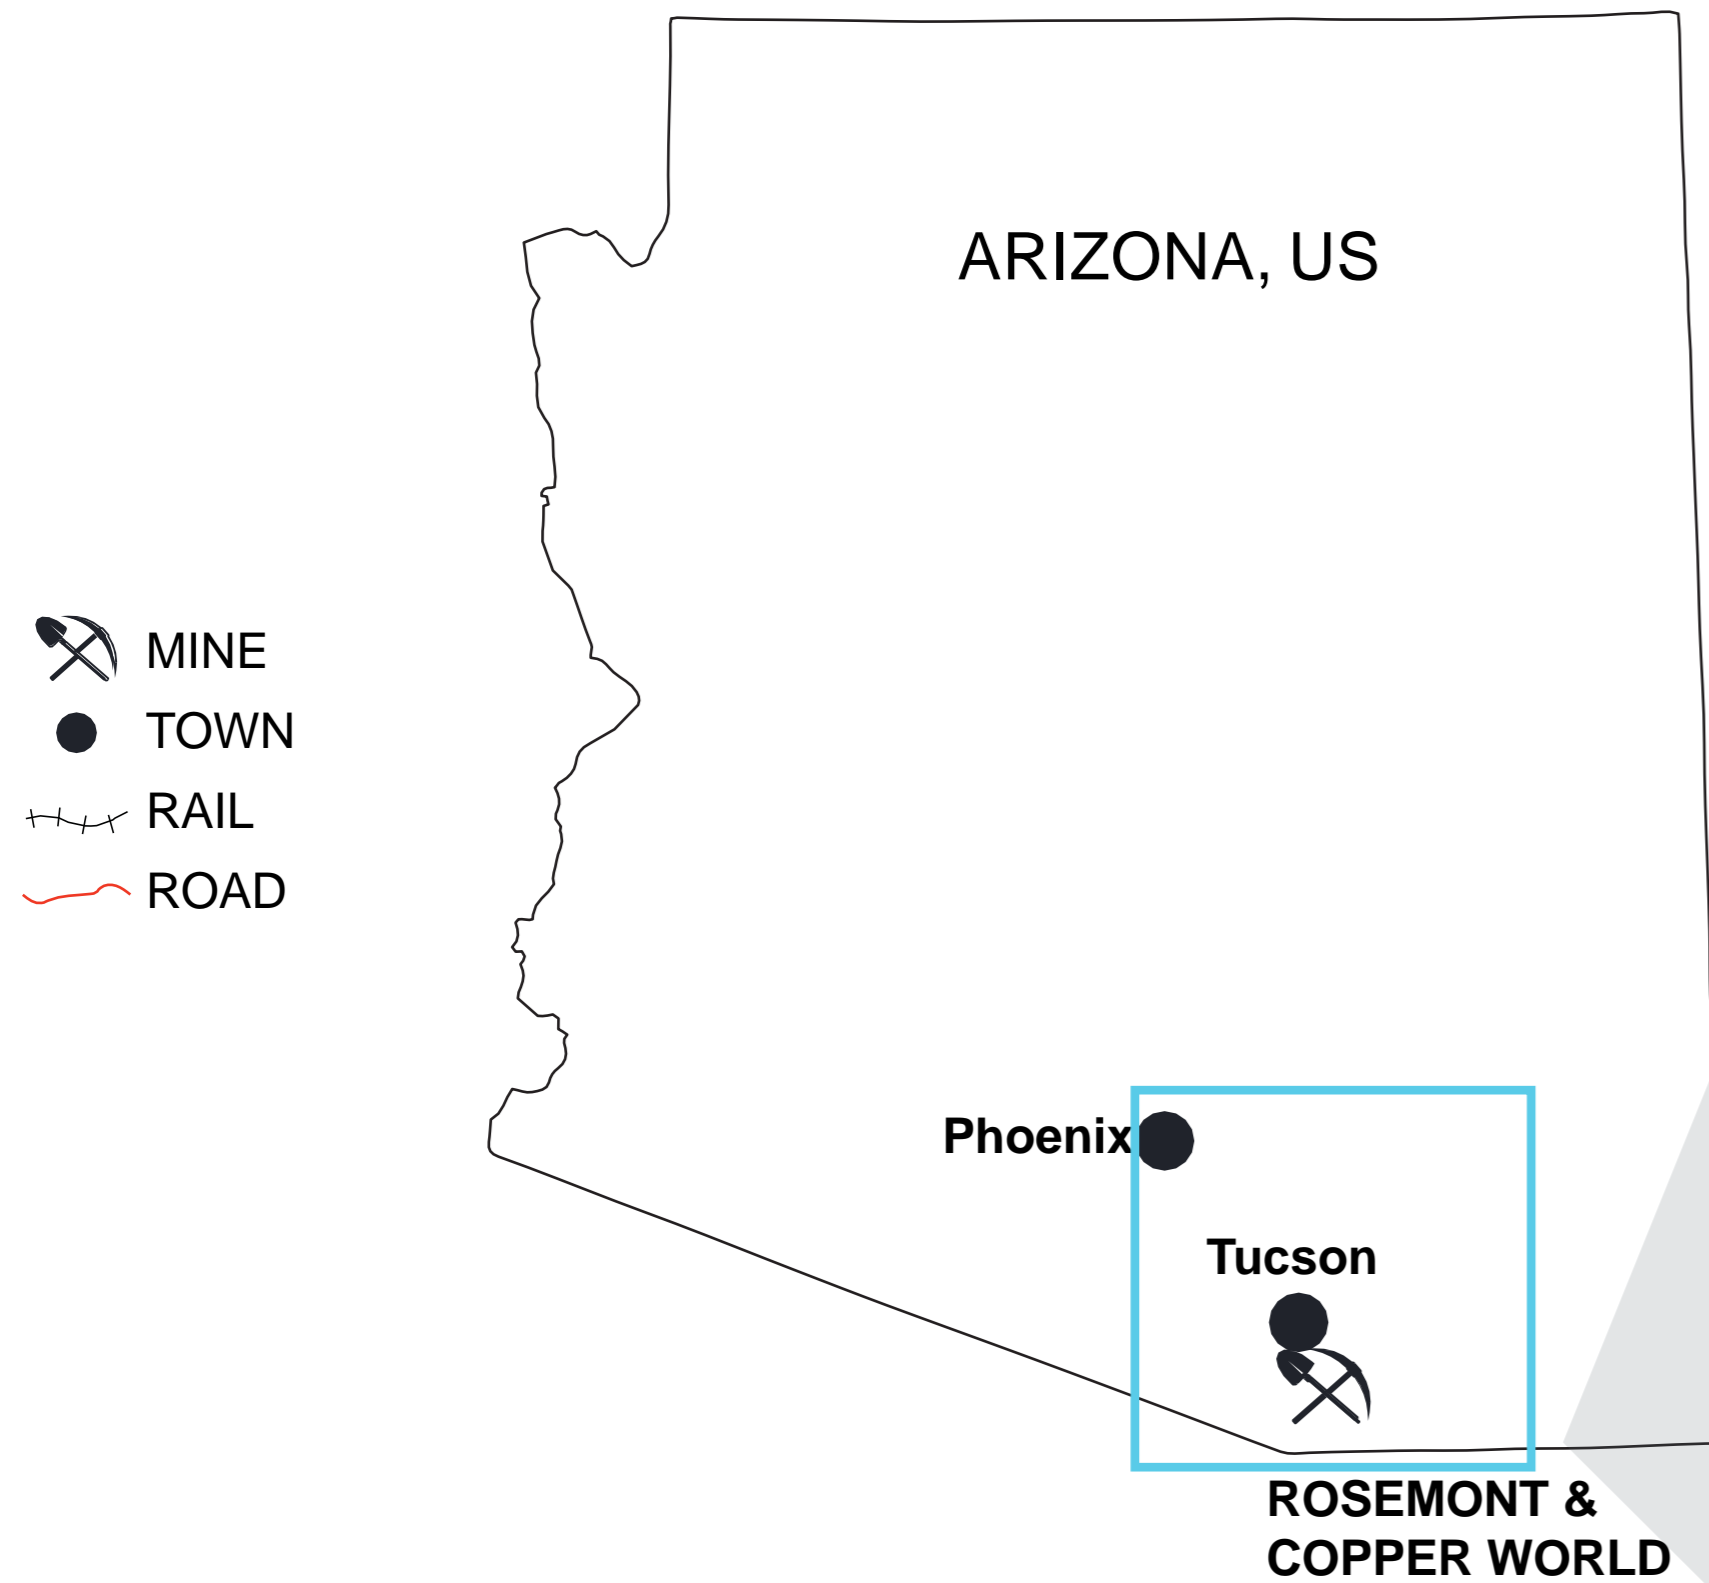 ARIZONA, US
MINE
TOWN
RAIL
ROAD
Phoenix
Tucson
ROSEMONT &
COPPER WORLD